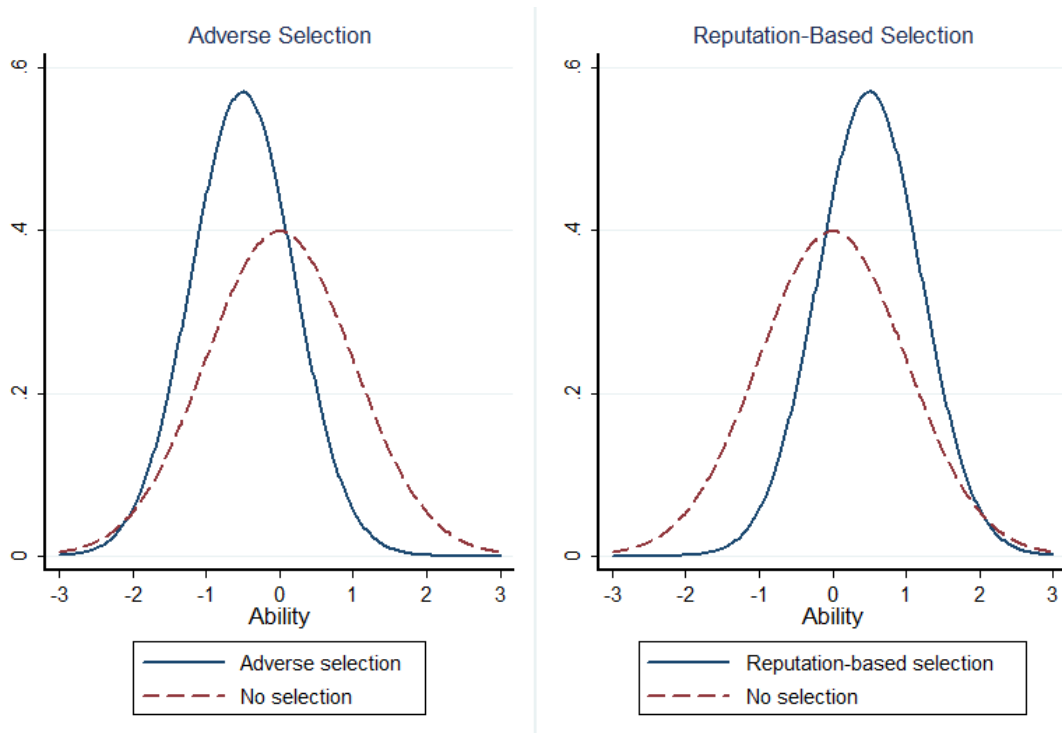 Adverse Selection
.6
.4
.2
0
-3 -2 -1 0 1 2 3
Ability
Adverse selection
No selection
Reputation-Based Selection
.6
.4
.2
0
-3 -2 -1 0 1 2 3
Ability
Reputation-based selection
No selection